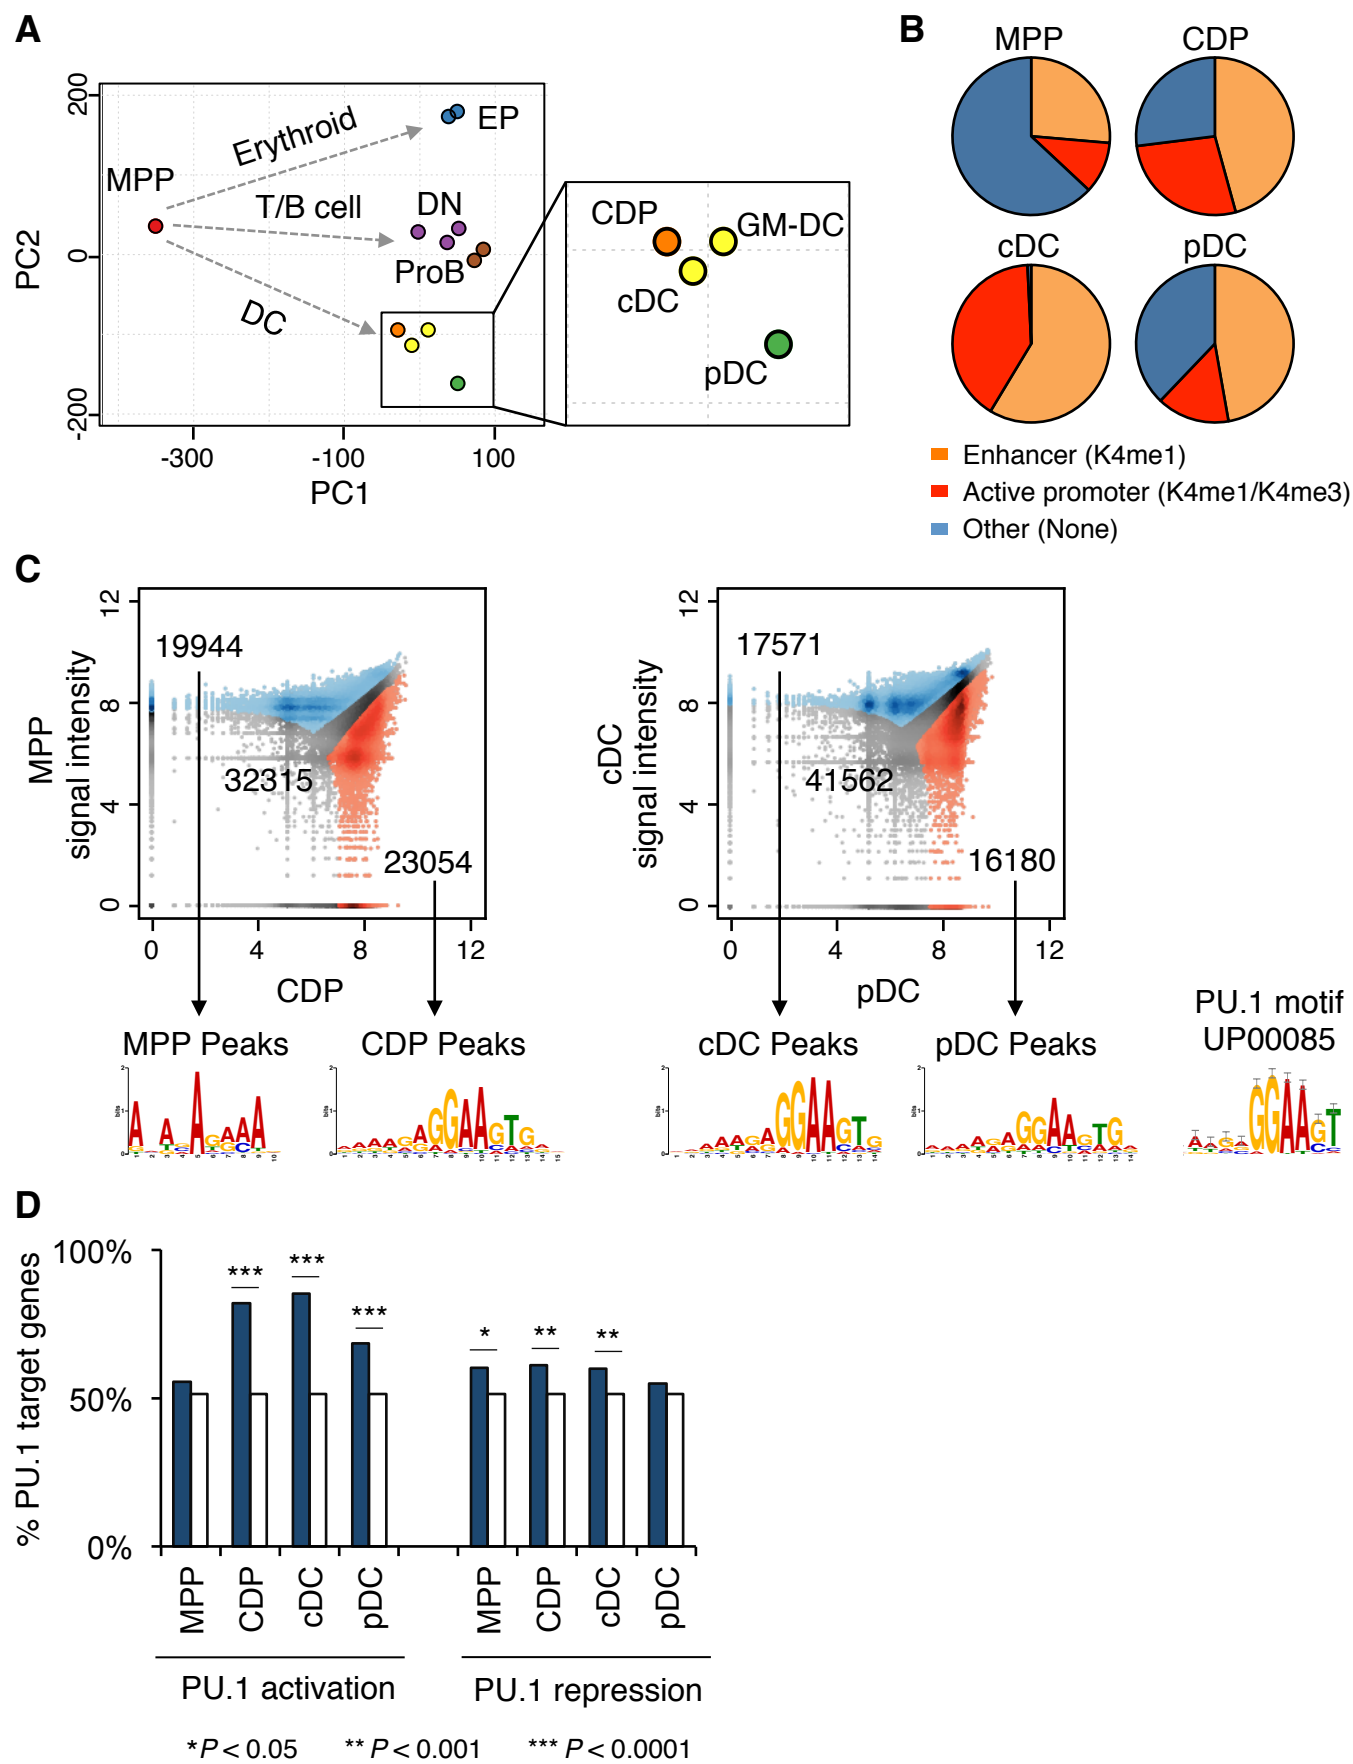 A
200
0
-200
PC2
MPP
Erythroid
EP
T/B cell
DN
ProB
DC
-300
-100
100
PC1
CDP
GM-DC
cDC
pDC
B
MPP
CDP
cDC
pDC
Enhancer (K4me1)
Active promoter (K4me1/K4me3)
Other (None)
C
MPP
signal intensity
12
8
4
0
19944
32315
23054
0
4
8
12
CDP
cDC
signal intensity
12
8
4
0
17571
41562
16180
0
4
8
12
pDC
MPP Peaks
CDP Peaks
cDC Peaks
pDC Peaks
PU.1 motif
UP00085
D
% PU.1 target genes
100%
50%
0%
***
***
***
*
**
**
MPP
CDP
cDC
pDC
MPP
CDP
cDC
pDC
PU.1 activation
PU.1 repression
*P < 0.05
** P < 0.001
*** P < 0.0001